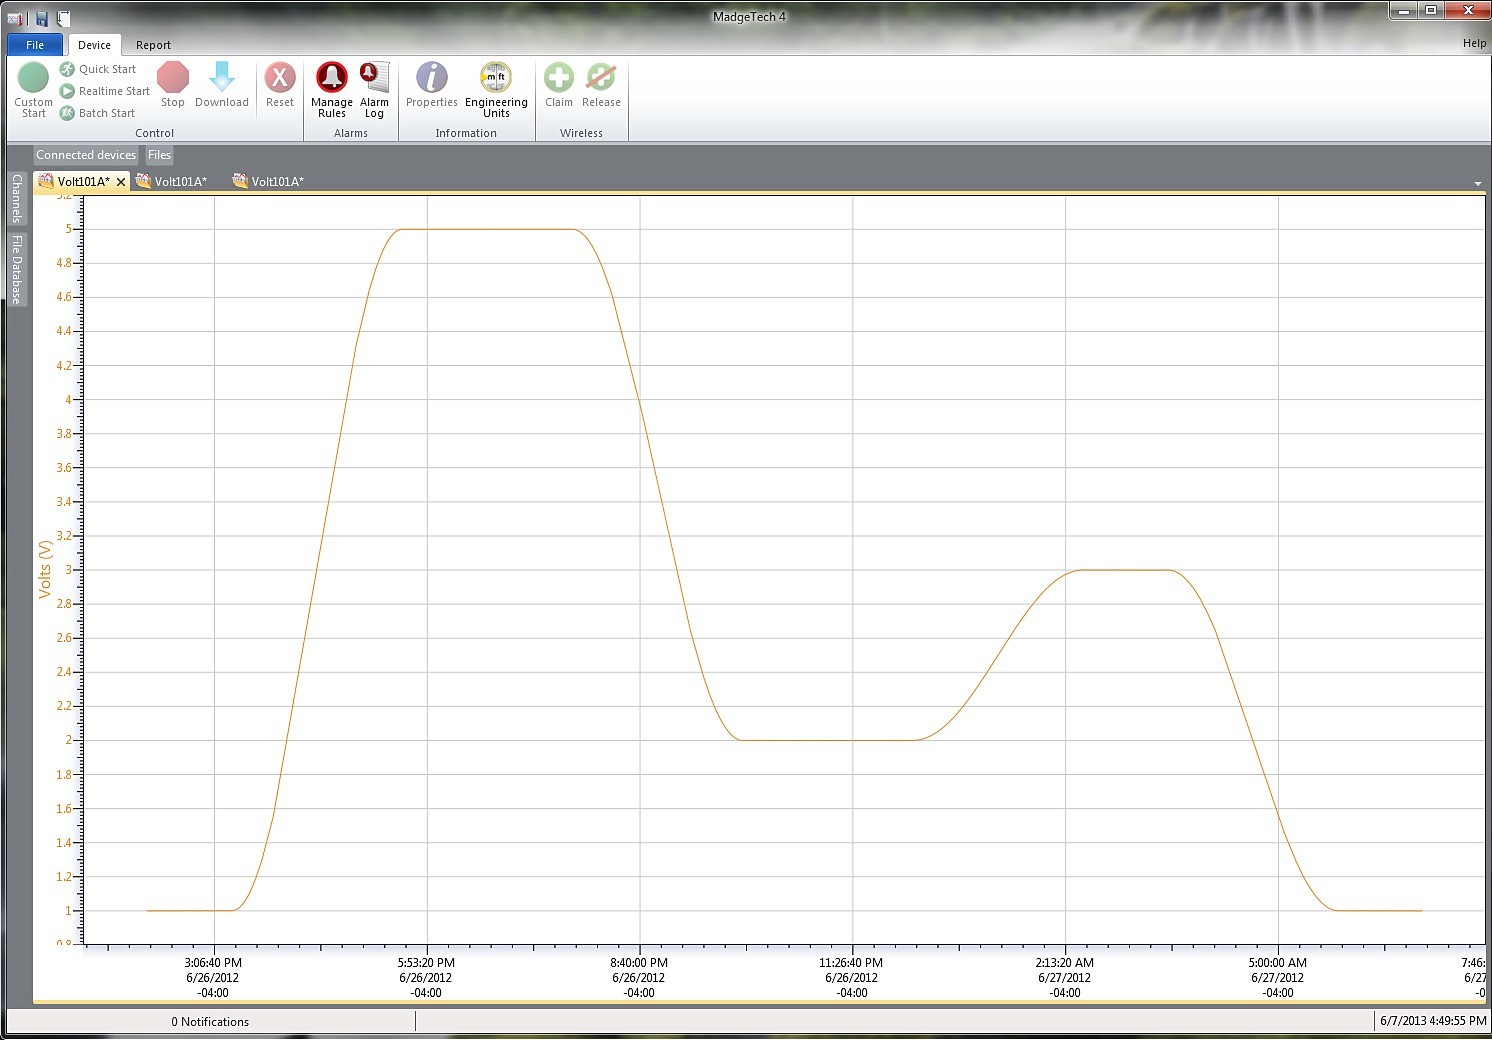 MadgeTech 4
File Device Report Help
Custom Start
Quick Start
Realtime Start
Batch Start
Stop
Download
Reset
Manage Rules
Alarm Log
Properties
m ft
Engineering Units
Claim
Release
Control Alarms Information Wireless
Connected devices Files
Channels
File Database
Volt101A* Volt101A* Volt101A*
Volts (V)
5
4.8
4.6
4.4
4.2
4
3.8
3.6
3.4
3.2
3
2.8
2.6
2.4
2.2
2
1.8
1.6
1.4
1.2
1
3:06:40 PM 5:53:20 PM 8:40:00 PM 11:26:40 PM 2:13:20 AM 5:00:00 AM 7:46:
6/26/2012 6/26/2012 6/26/2012 6/26/2012 6/27/2012 6/27/2012 6/27
-04:00 -04:00 -04:00 -04:00 -04:00 -04:00 -0
0 Notifications 6/7/2013 4:49:55 PM